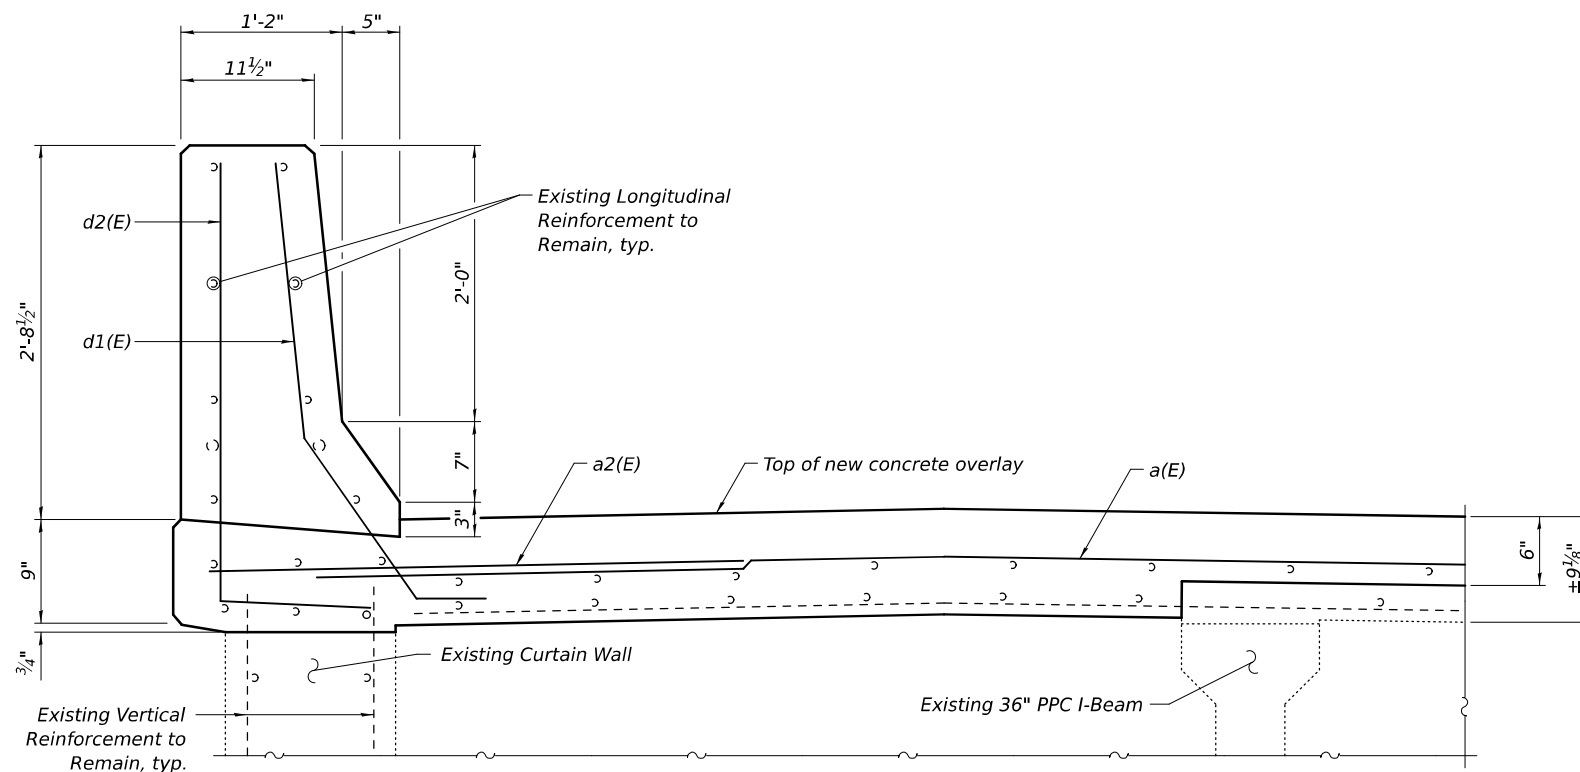 1'-2"
5"
11½"
d2(E)
Existing Longitudinal
Reinforcement to
Remain, typ.
2'-0"
2'-8½"
d1(E)
7"
a2(E)
Top of new concrete overlay
a(E)
3"
9"
6"
±9⅛"
¾"
Existing Curtain Wall
Existing 36" PPC I-Beam
Existing Vertical
Reinforcement to
Remain, typ.